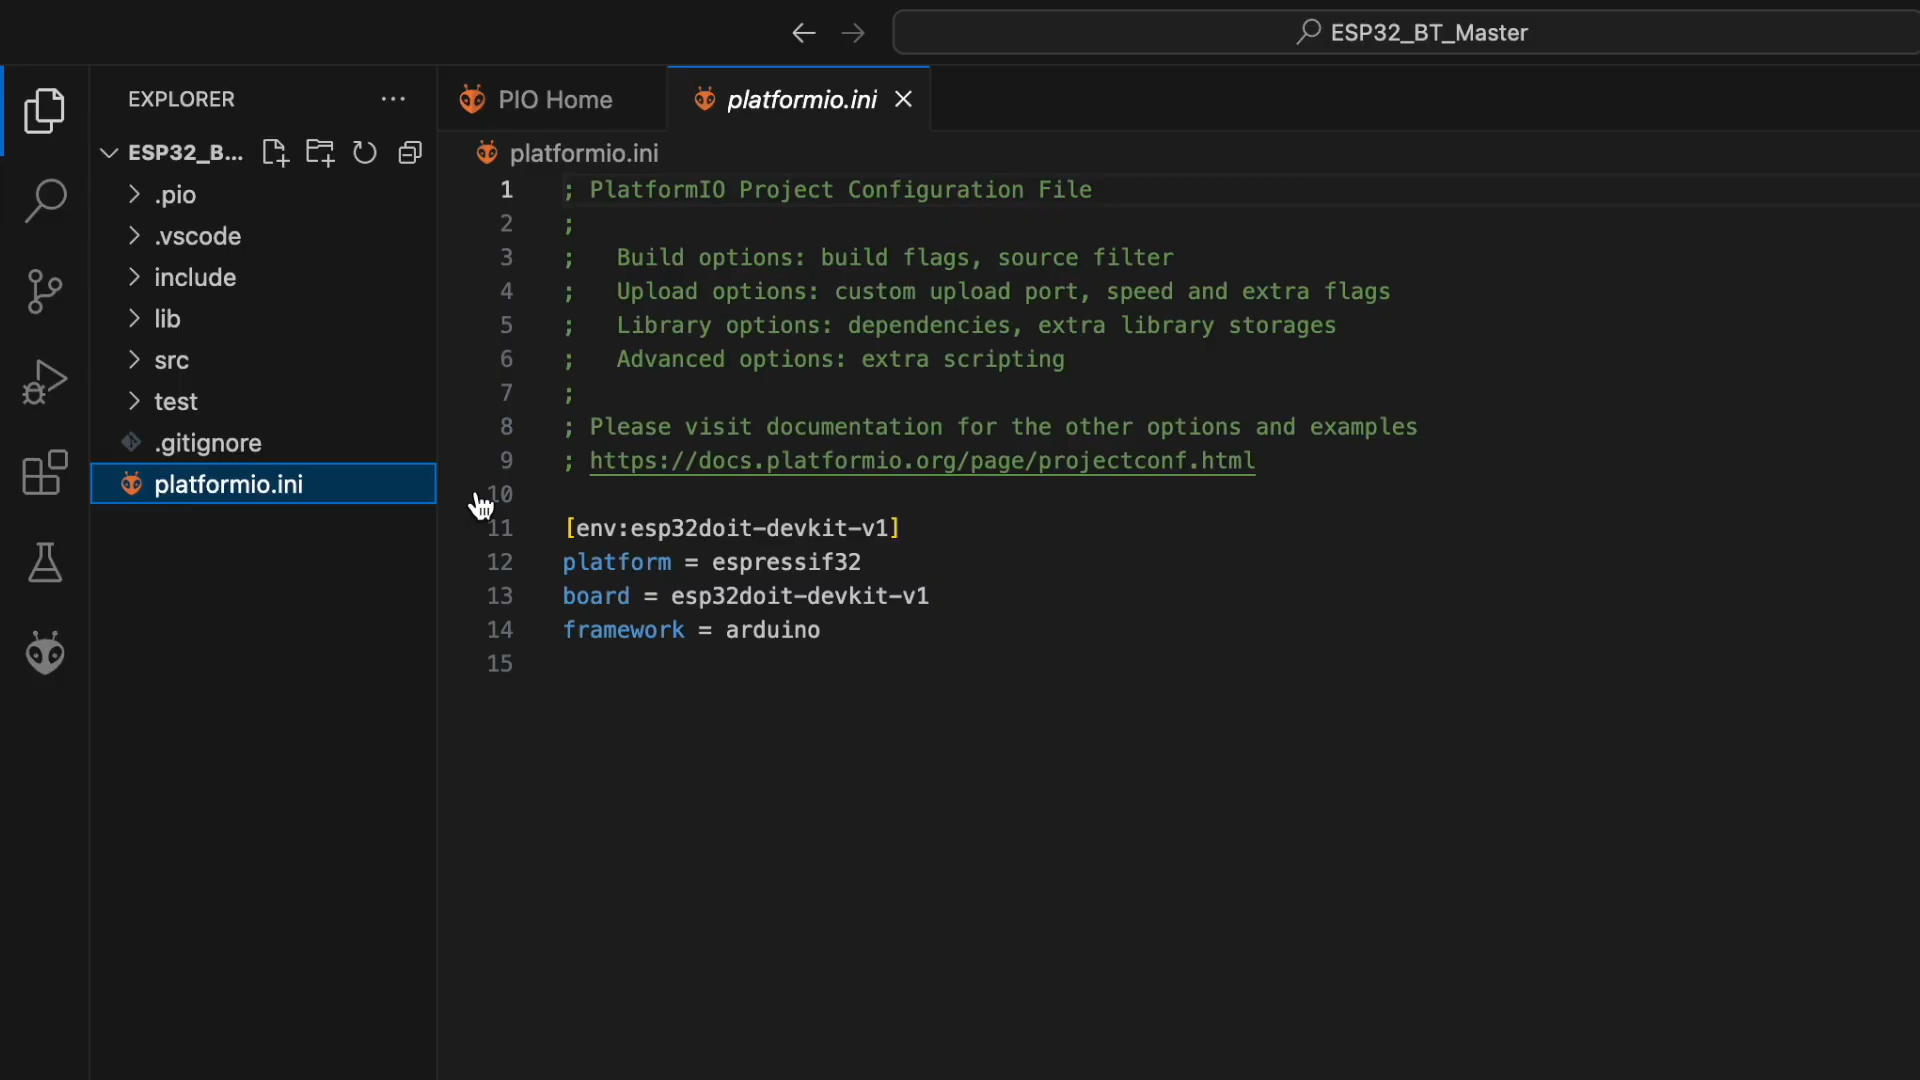 ESP32_BT_Master
EXPLORER
PIO Home
platformio.ini
ESP32_B...
.pio
.vscode
include
lib
src
test
.gitignore
platformio.ini
platformio.ini
1 ; PlatformIO Project Configuration File
2 ;
3 ;   Build options: build flags, source filter
4 ;   Upload options: custom upload port, speed and extra flags
5 ;   Library options: dependencies, extra library storages
6 ;   Advanced options: extra scripting
7 ;
8 ; Please visit documentation for the other options and examples
9 ; https://docs.platformio.org/page/projectconf.html
10
11 [env:esp32doit-devkit-v1]
12 platform = espressif32
13 board = esp32doit-devkit-v1
14 framework = arduino
15